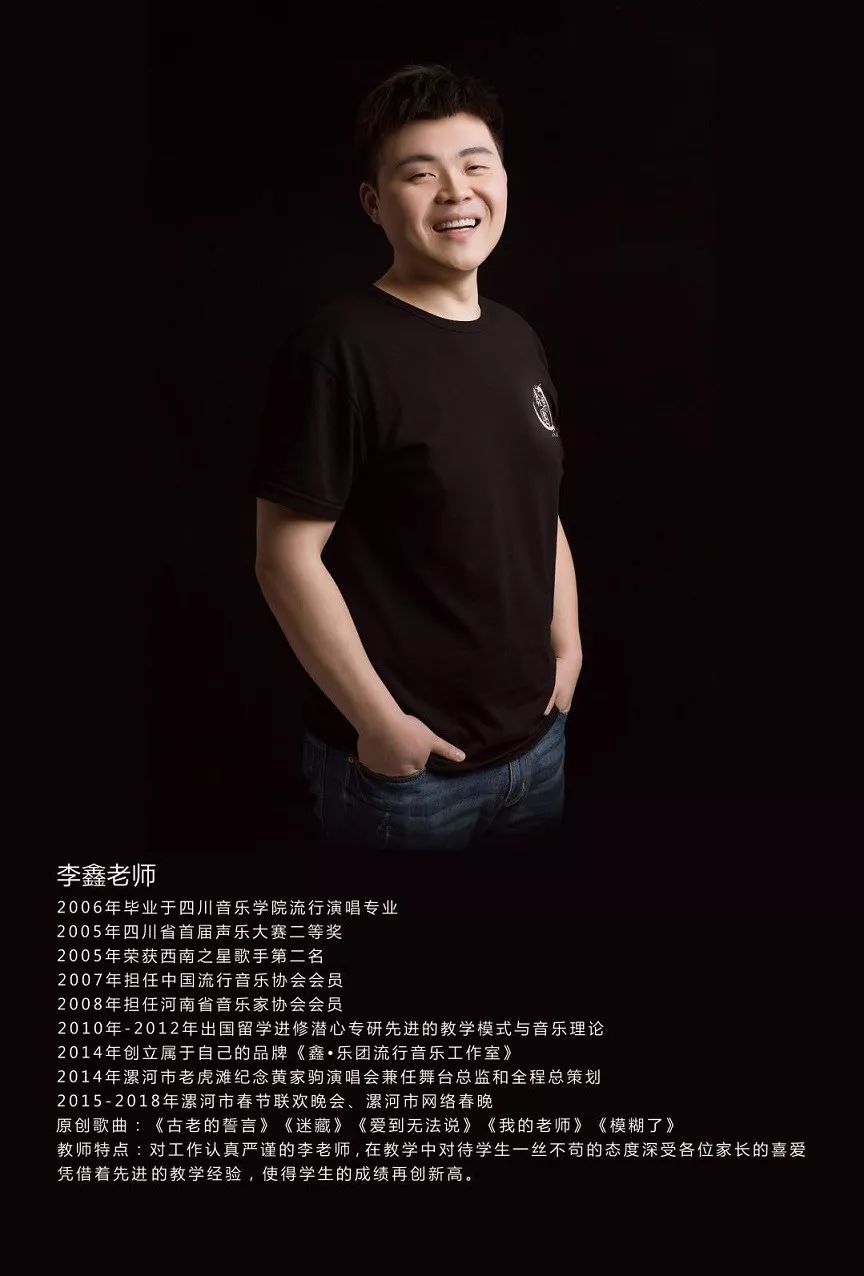 李鑫老师
2006年毕业于四川音乐学院流行演唱专业
2005年四川省首届声乐大赛二等奖
2005年荣获西南之星歌手第二名
2007年担任中国流行音乐协会会员
2008年担任河南省音乐家协会会员
2010年-2012年出国留学进修潜心专研先进的教学模式与音乐理论
2014年创立属于自己的品牌《鑫•乐团流行音乐工作室》
2014年漯河市老虎滩纪念黄家驹演唱会兼任舞台总监和全程总策划
2015-2018年漯河市春节联欢晚会、漯河市网络春晚
原创歌曲：《古老的誓言》《迷藏》《爱到无法说》《我的老师》《模糊了》
教师特点：对工作认真严谨的李老师,在教学中对待学生一丝不苟的态度深受各位家长的喜爱
凭借着先进的教学经验，使得学生的成绩再创新高。